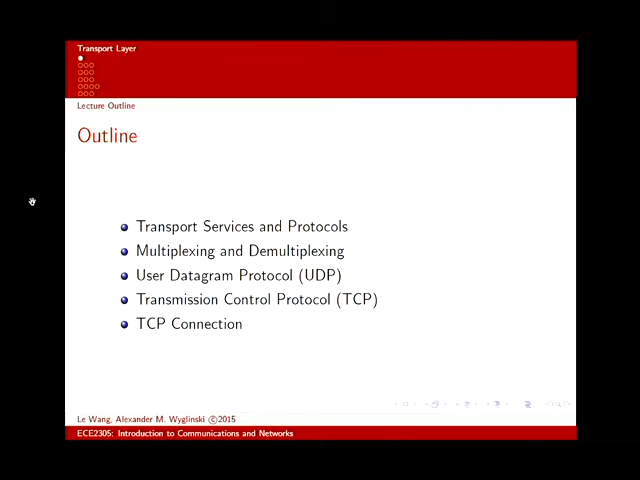 Transport Layer
Lecture Outline
Outline
Transport Services and Protocols
Multiplexing and Demultiplexing
User Datagram Protocol (UDP)
Transmission Control Protocol (TCP)
TCP Connection
Le Wang, Alexander M. Wyglinski ©2015
ECE2305: Introduction to Communications and Networks